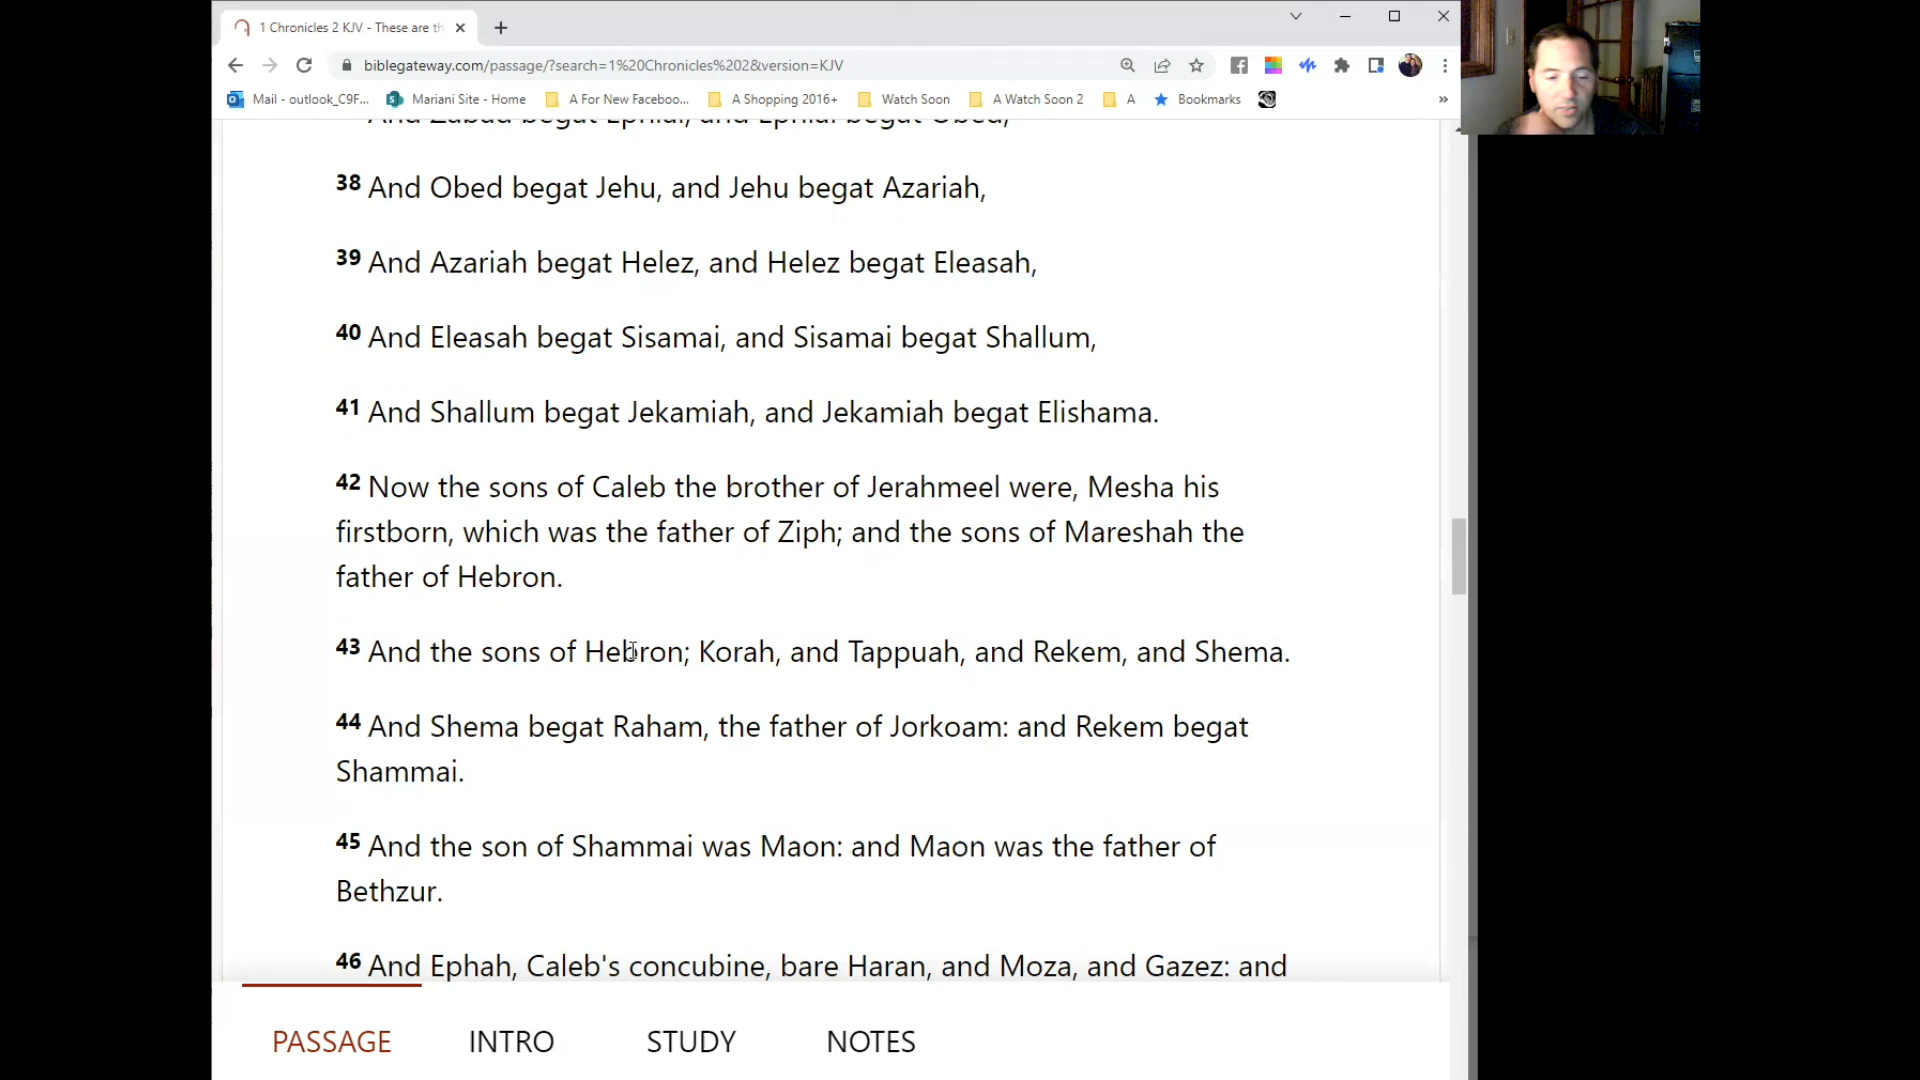 1 Chronicles 2 KJV - These are th
biblegateway.com/passage/?search=1%20Chronicles%202&version=KJV
Mail - outlook_C9F... Mariani Site - Home A For New Faceboo... A Shopping 2016+ Watch Soon A Watch Soon 2 A Bookmarks »
And Zabad begat Ephlal, and Ephlal begat Obed,
38 And Obed begat Jehu, and Jehu begat Azariah,
39 And Azariah begat Helez, and Helez begat Eleasah,
40 And Eleasah begat Sisamai, and Sisamai begat Shallum,
41 And Shallum begat Jekamiah, and Jekamiah begat Elishama.
42 Now the sons of Caleb the brother of Jerahmeel were, Mesha his
firstborn, which was the father of Ziph; and the sons of Mareshah the
father of Hebron.
43 And the sons of Hebron; Korah, and Tappuah, and Rekem, and Shema.
44 And Shema begat Raham, the father of Jorkoam: and Rekem begat
Shammai.
45 And the son of Shammai was Maon: and Maon was the father of
Bethzur.
46 And Ephah, Caleb's concubine, bare Haran, and Moza, and Gazez: and
PASSAGE INTRO STUDY NOTES